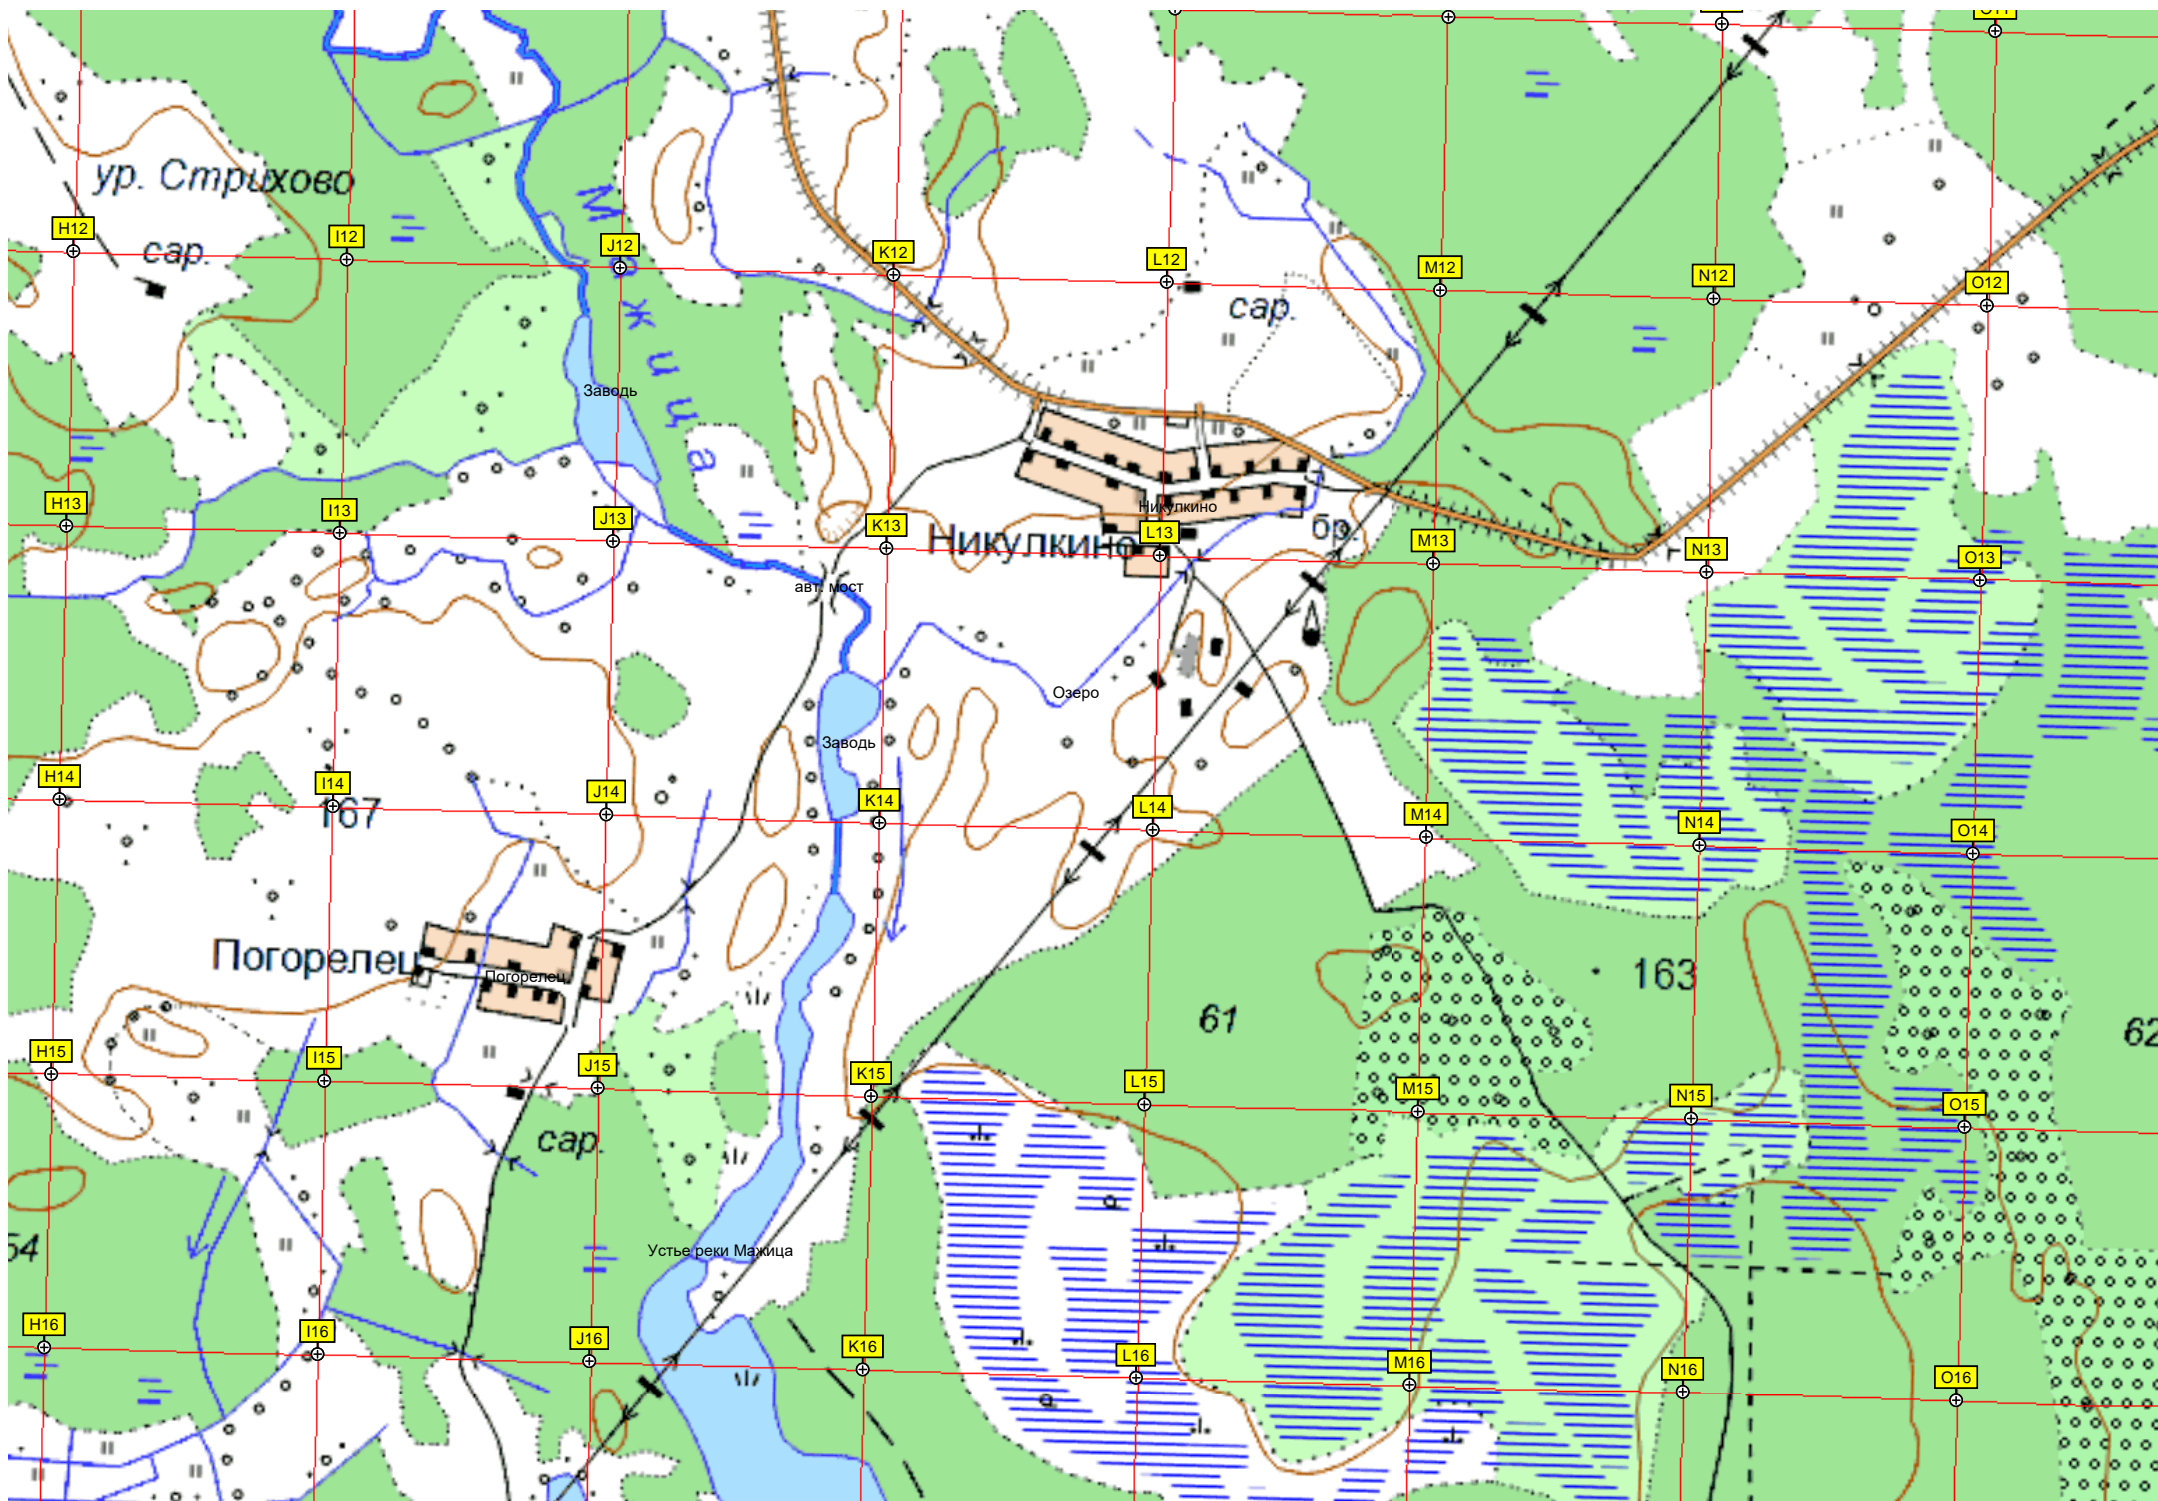 ур. Стрихово
сар.
H12
I12
J12
K12
L12
M12
N12
O12
сар.
Мажица
Заводь
H13
I13
J13
K13
Никулкино
Никулкино
L13
бр.
M13
N13
O13
авт. мост
Озеро
Заводь
H14
I14
J14
K14
L14
M14
N14
O14
167
Погорелец
Погорелец
163
61
62
H15
I15
J15
K15
L15
M15
N15
O15
сар.
54
Устье реки Мажица
H16
I16
J16
K16
L16
M16
N16
O16